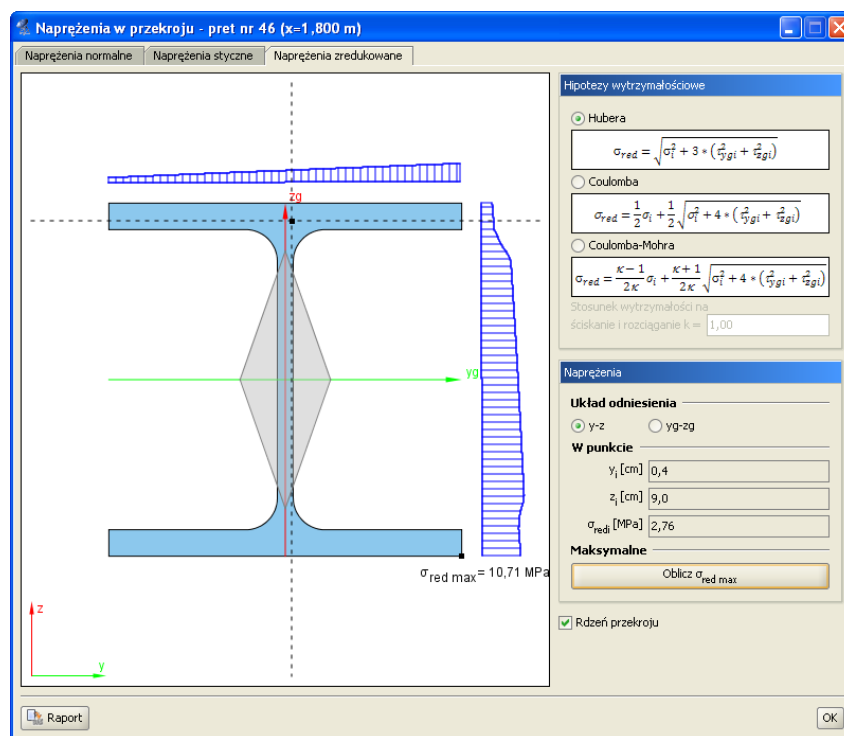 Naprężenia w przekroju - pret nr 46 (x=1,800 m)
Naprężenia normalne
Naprężenia styczne
Naprężenia zredukowane
zg
yg
σred max= 10,71 MPa
z
y
Hipotezy wytrzymałościowe
Hubera
σred = √(σi² + 3 * (τ²ygi + τ²zgi))
Coulomba
σred = 1/2 σi + 1/2 √(σi² + 4 * (τ²ygi + τ²zgi))
Coulomba-Mohra
σred = (κ−1)/2κ σi + (κ+1)/2κ √(σi² + 4 * (τ²ygi + τ²zgi))
Stosunek wytrzymałości na
ściskanie i rozciąganie k = 1,00
Naprężenia
Układ odniesienia
y-z
yg-zg
W punkcie
yi [cm] 0,4
zi [cm] 9,0
σredi [MPa] 2,76
Maksymalne
Oblicz σred max
Rdzeń przekroju
Raport
OK